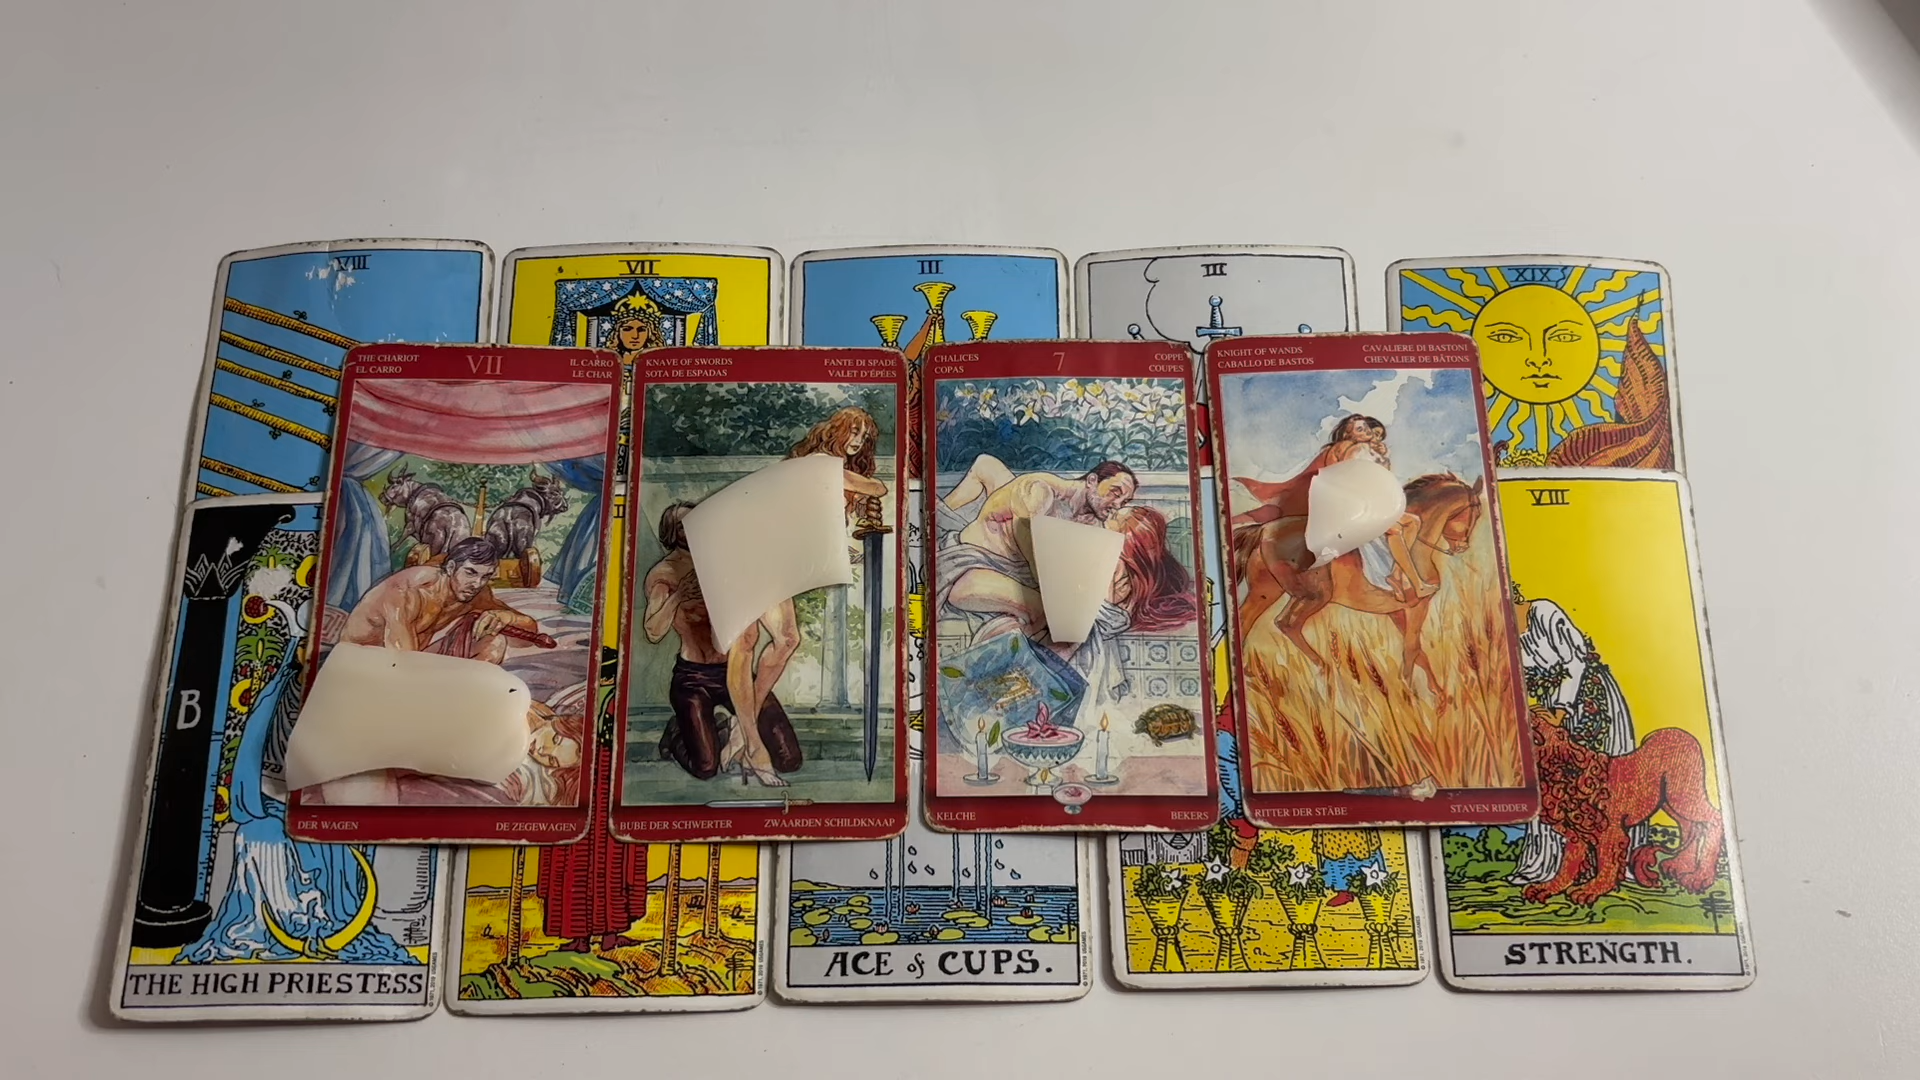 VIII
VII
III
III
XIX
THE CHARIOT
EL CARRO
VII
IL CARRO
LE CHAR
KNAVE OF SWORDS
SOTA DE ESPADAS
FANTE DI SPADE
VALET D'ÉPÉES
CHALICES
COPAS
7
COPPE
COUPES
KNIGHT OF WANDS
CABALLO DE BASTOS
CAVALIERE DI BASTONI
CHEVALIER DE BÂTONS
VIII
B
DER WAGEN
DE ZEGEWAGEN
BUBE DER SCHWERTER
ZWAARDEN SCHILDKNAAP
KELCHE
BEKERS
RITTER DER STÄBE
STAVEN RIDDER
THE HIGH PRIESTESS
ACE of CUPS.
STRENGTH.